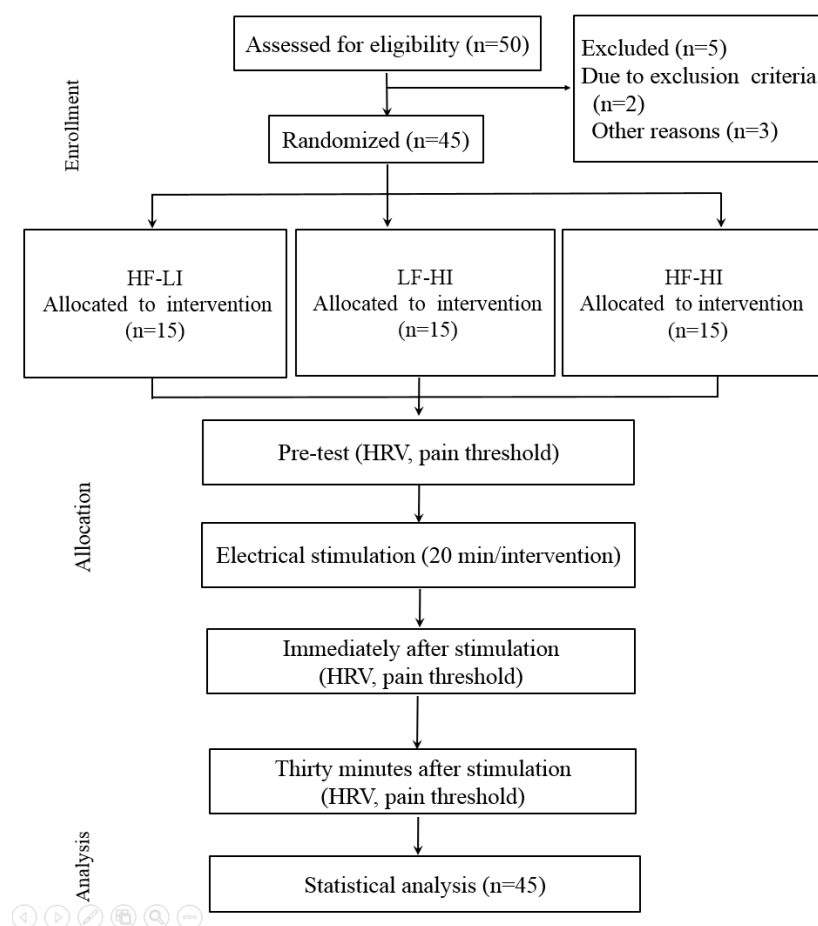 Assessed for eligibility (n=50)
Excluded (n=5)
Due to exclusion criteria
(n=2)
Other reasons (n=3)
Enrollment
Randomized (n=45)
HF-LI
Allocated to intervention
(n=15)
LF-HI
Allocated to intervention
(n=15)
HF-HI
Allocated to intervention
(n=15)
Pre-test (HRV, pain threshold)
Allocation
Electrical stimulation (20 min/intervention)
Immediately after stimulation
(HRV, pain threshold)
Thirty minutes after stimulation
(HRV, pain threshold)
Analysis
Statistical analysis (n=45)